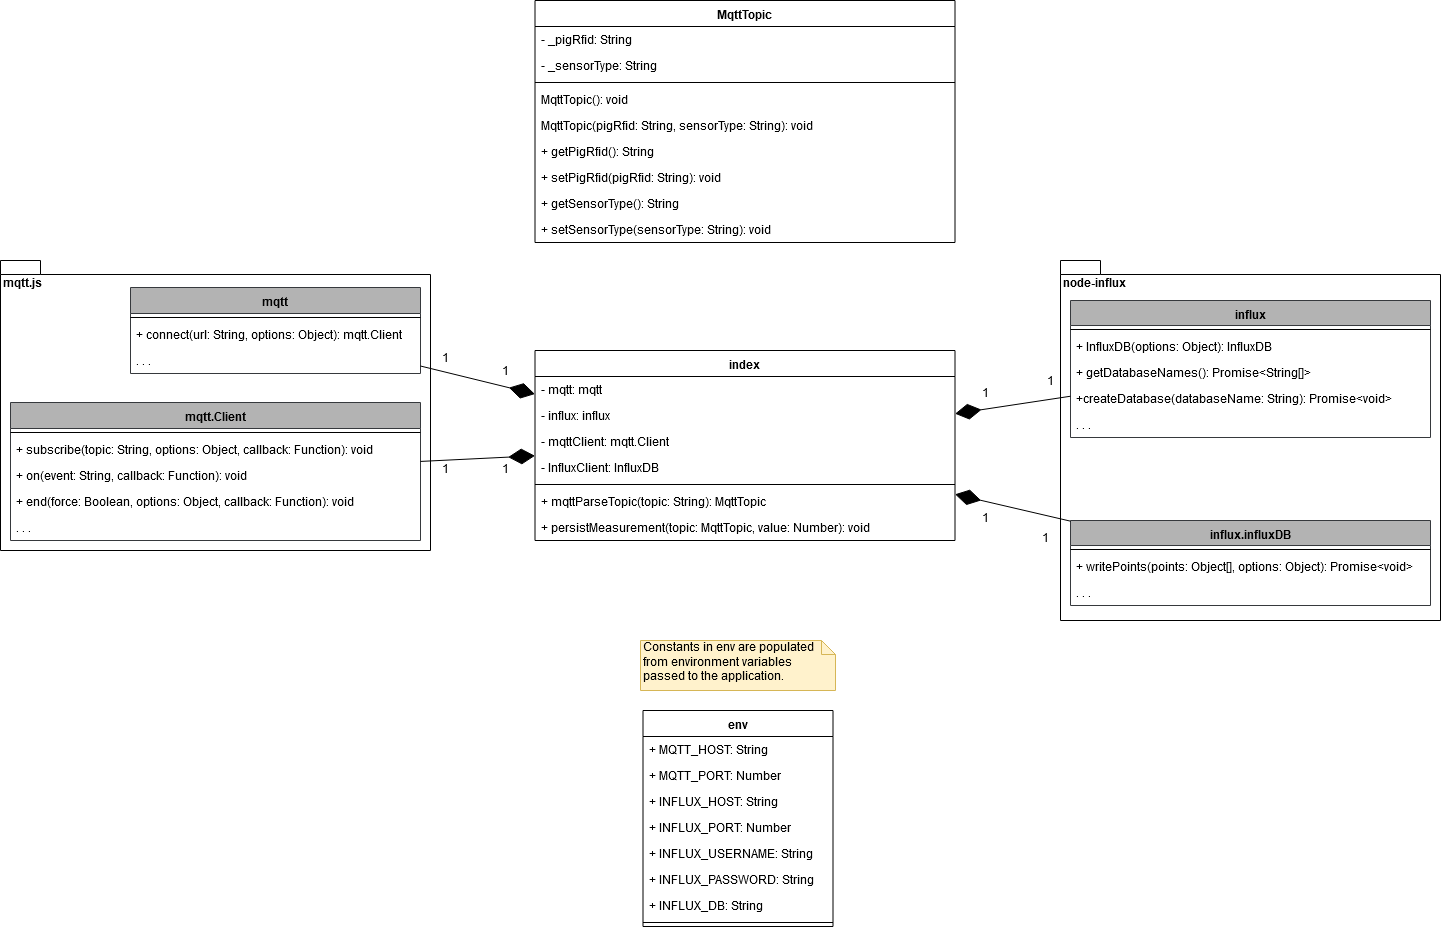 MqttTopic
- _pigRfid: String
- _sensorType: String
MqttTopic(): void
MqttTopic(pigRfid: String, sensorType: String): void
+ getPigRfid(): String
+ setPigRfid(pigRfid: String): void
+ getSensorType(): String
+ setSensorType(sensorType: String): void
mqtt.js
mqtt
+ connect(url: String, options: Object): mqtt.Client
. . .
mqtt.Client
+ subscribe(topic: String, options: Object, callback: Function): void
+ on(event: String, callback: Function): void
+ end(force: Boolean, options: Object, callback: Function): void
. . .
1
1
1
1
index
- mqtt: mqtt
- influx: influx
- mqttClient: mqtt.Client
- InfluxClient: InfluxDB
+ mqttParseTopic(topic: String): MqttTopic
+ persistMeasurement(topic: MqttTopic, value: Number): void
1
1
1
1
node-influx
influx
+ InfluxDB(options: Object): InfluxDB
+ getDatabaseNames(): Promise<String[]>
+createDatabase(databaseName: String): Promise<void>
. . .
influx.influxDB
+ writePoints(points: Object[], options: Object): Promise<void>
. . .
Constants in env are populated
from environment variables
passed to the application.
env
+ MQTT_HOST: String
+ MQTT_PORT: Number
+ INFLUX_HOST: String
+ INFLUX_PORT: Number
+ INFLUX_USERNAME: String
+ INFLUX_PASSWORD: String
+ INFLUX_DB: String